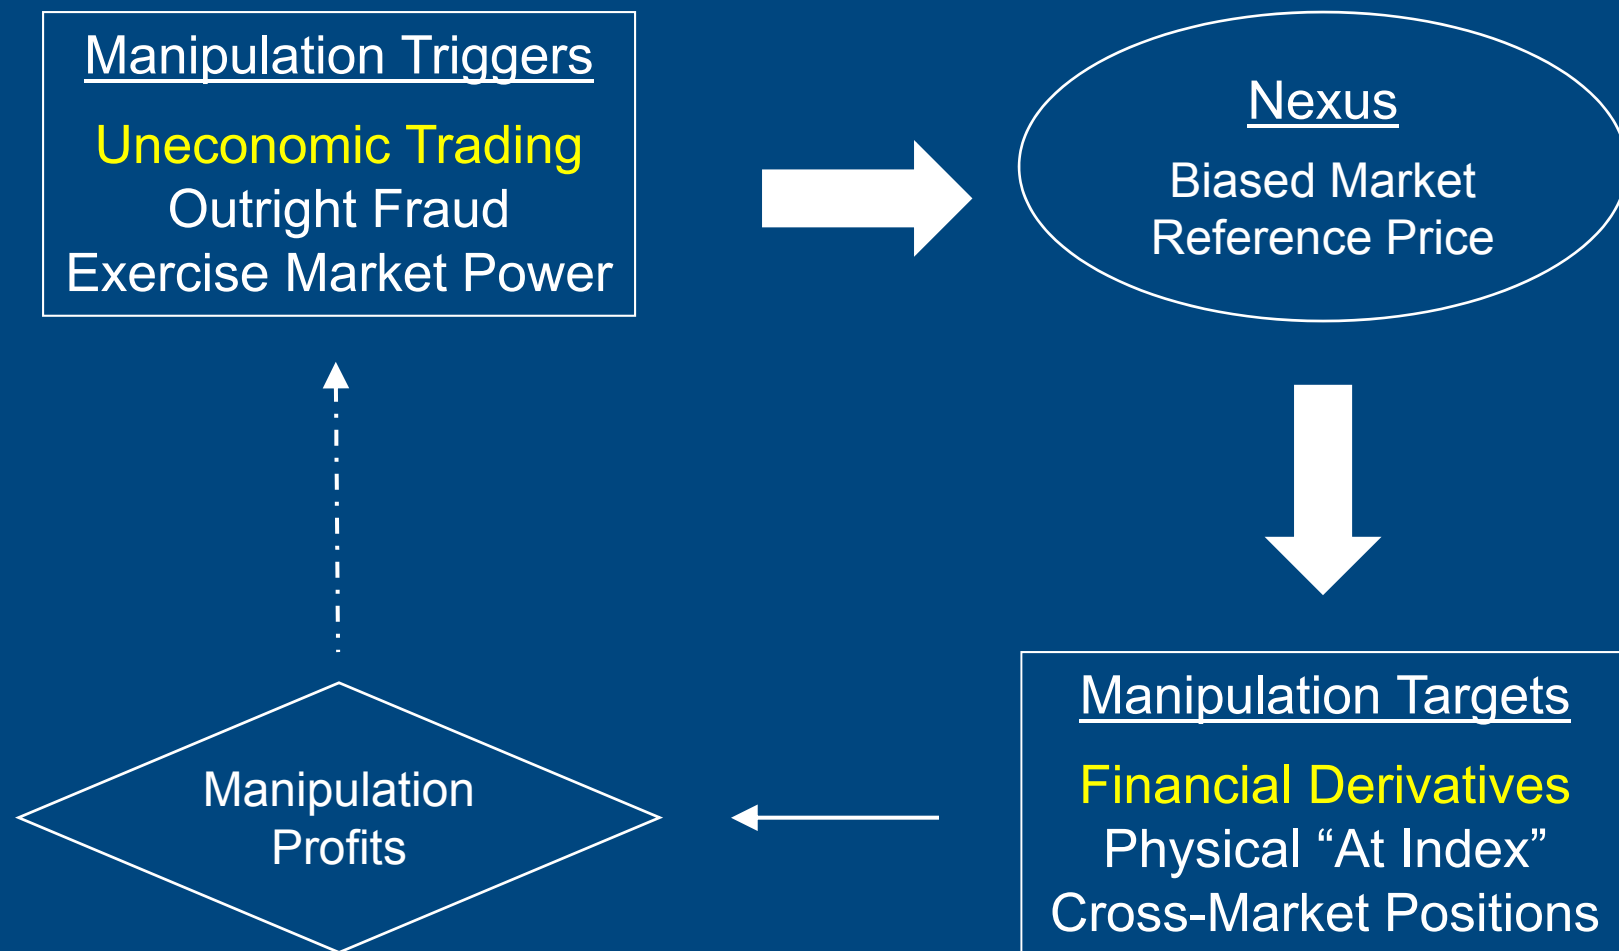 Manipulation Triggers
Uneconomic Trading
Outright Fraud
Exercise Market Power
Nexus
Biased Market
Reference Price
Manipulation Targets
Financial Derivatives
Physical “At Index”
Cross-Market Positions
Manipulation
Profits